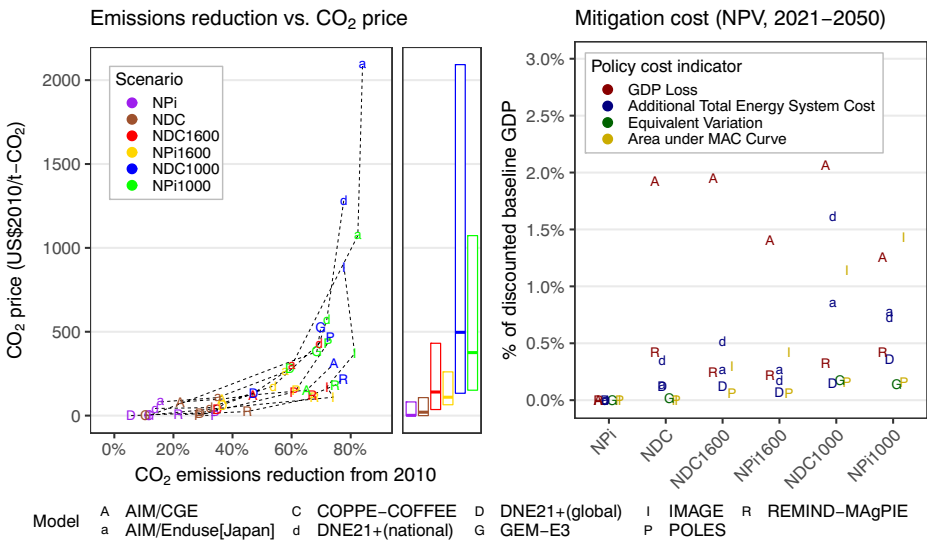 Emissions reduction vs. CO₂ price
Mitigation cost (NPV, 2021−2050)
CO₂ price (US$2010/t−CO₂)
2000
1500
1000
500
0
Scenario
NPi
NDC
NDC1600
NPi1600
NDC1000
NPi1000
0%
20%
40%
60%
80%
CO₂ emissions reduction from 2010
% of discounted baseline GDP
3.0%
2.5%
2.0%
1.5%
1.0%
0.5%
0.0%
Policy cost indicator
GDP Loss
Additional Total Energy System Cost
Equivalent Variation
Area under MAC Curve
NPi
NDC
NDC1600
NPi1600
NDC1000
NPi1000
Model
A AIM/CGE
a AIM/Enduse[Japan]
C COPPE−COFFEE
d DNE21+(national)
D DNE21+(global)
G GEM−E3
I IMAGE
P POLES
R REMIND−MAgPIE